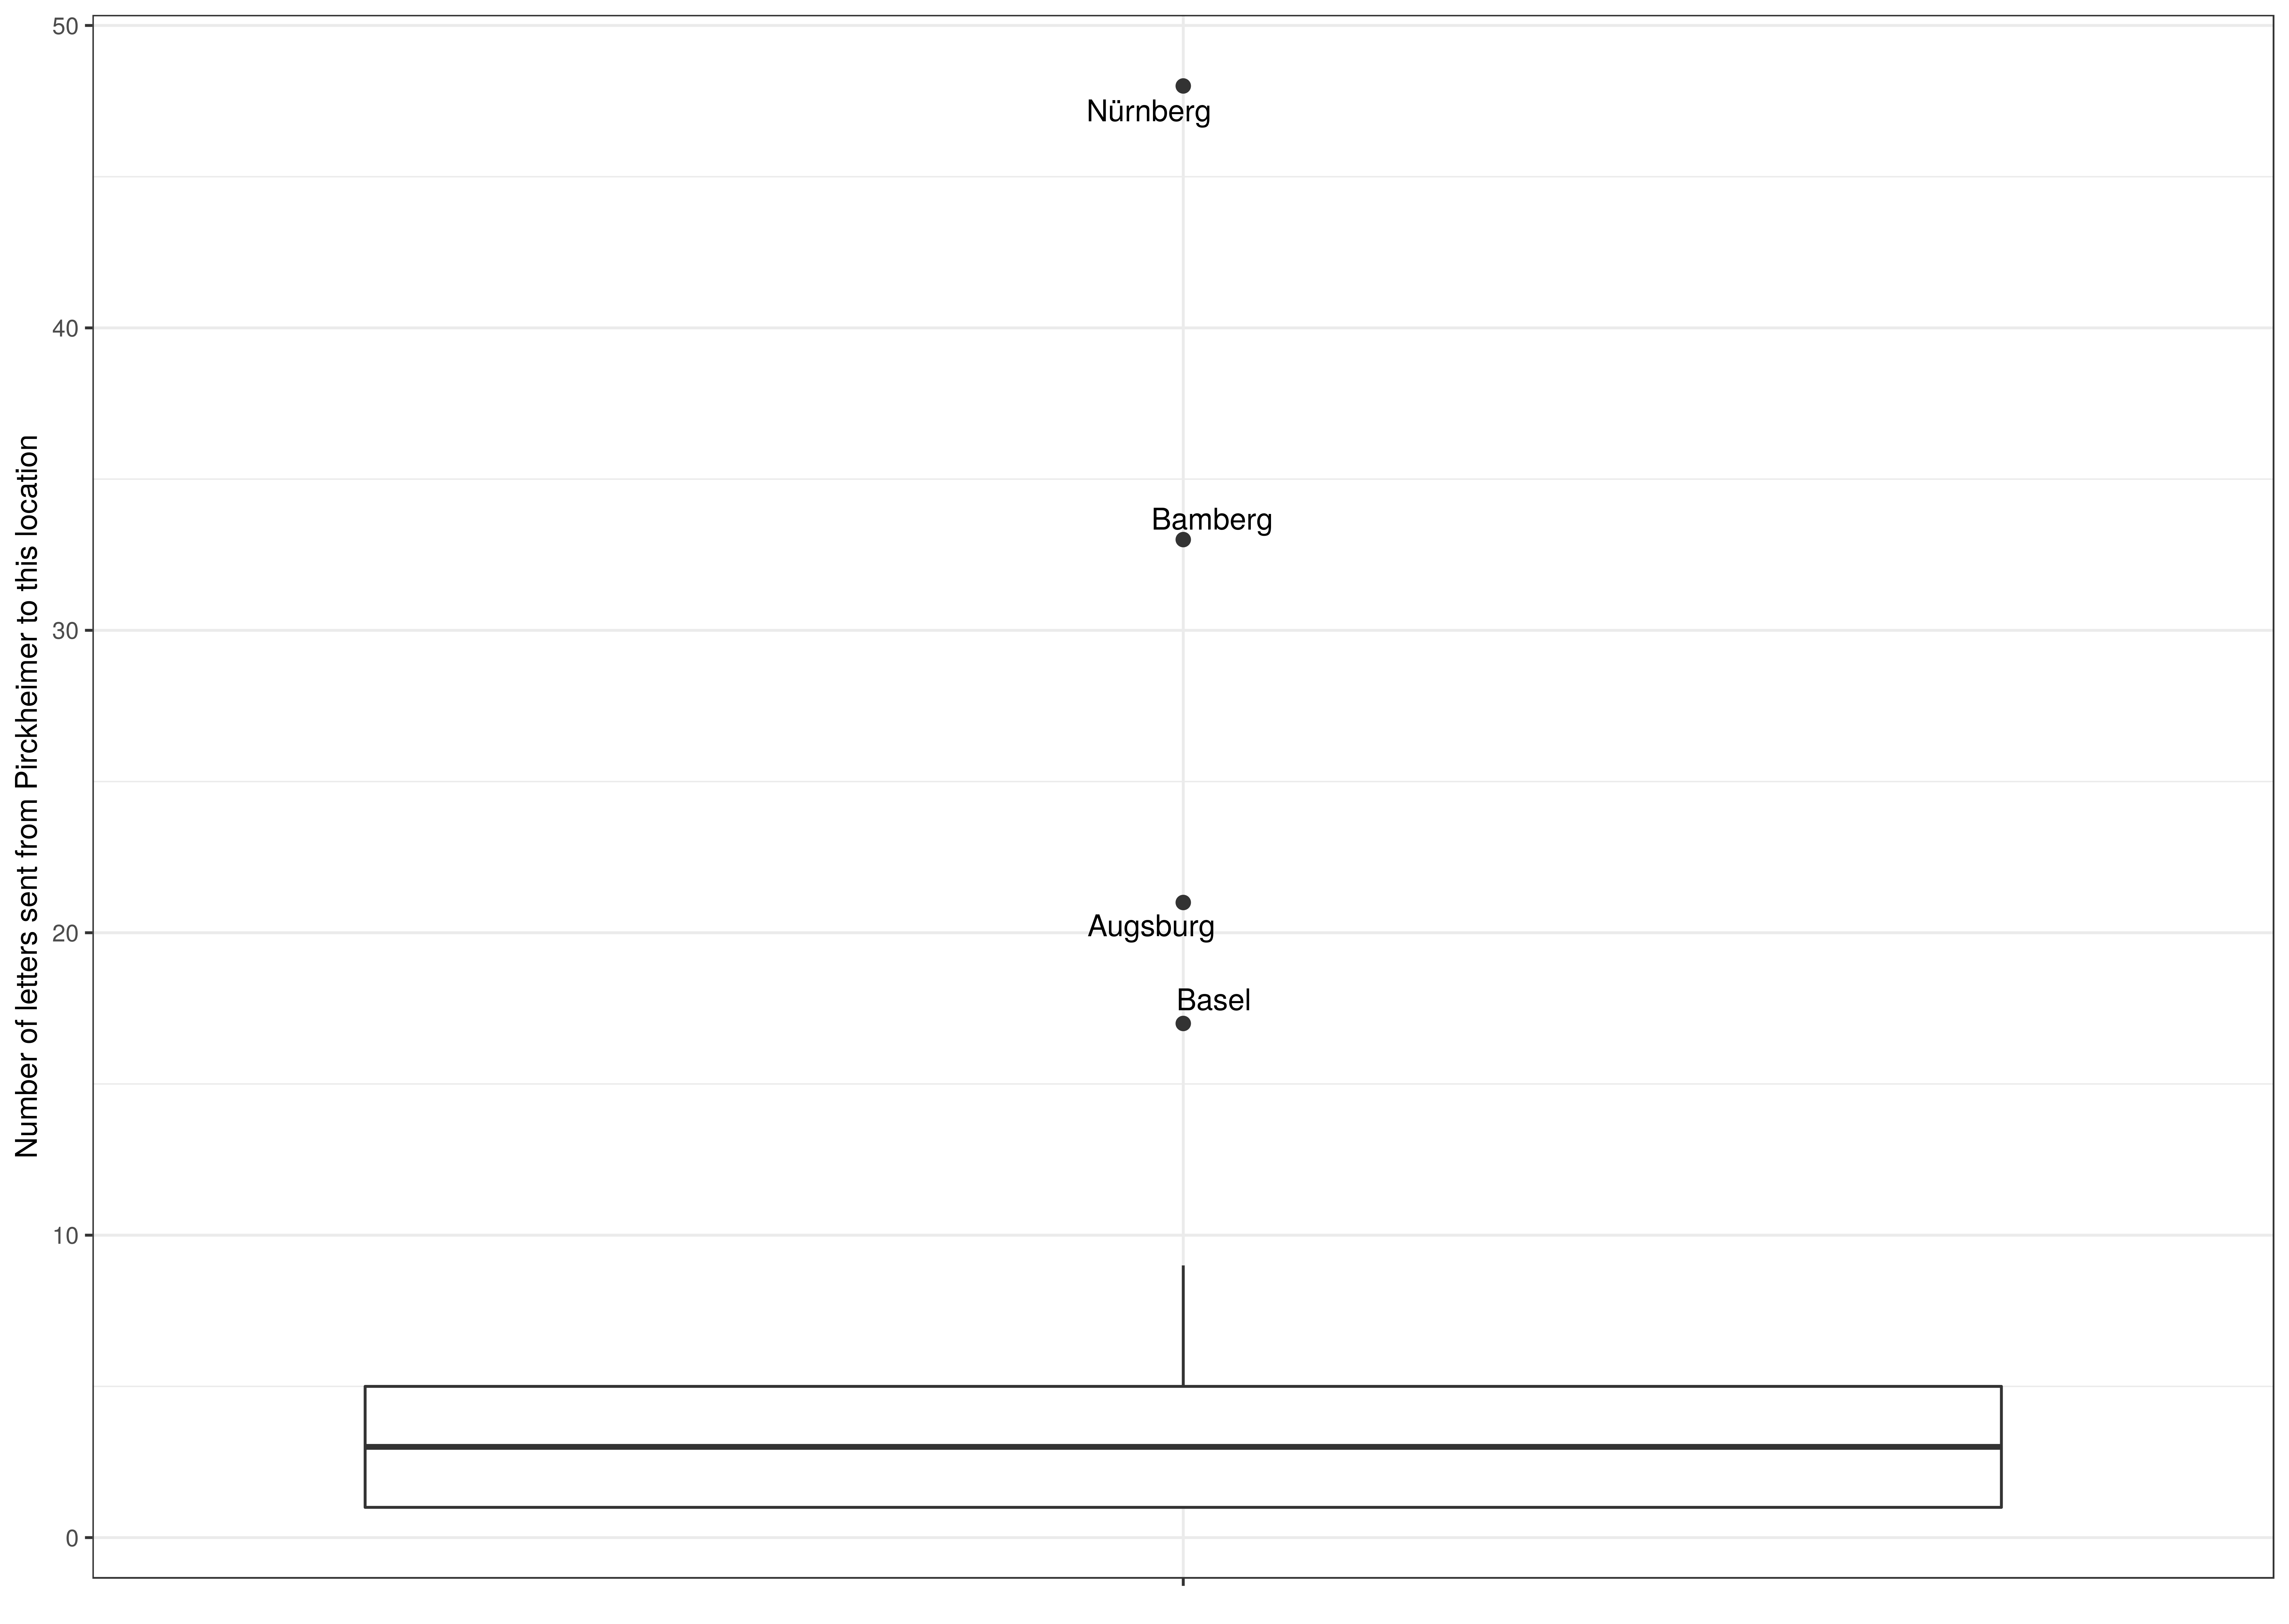 Number of letters sent from Pirckheimer to this location
50
40
30
20
10
0
Nürnberg
Bamberg
Augsburg
Basel